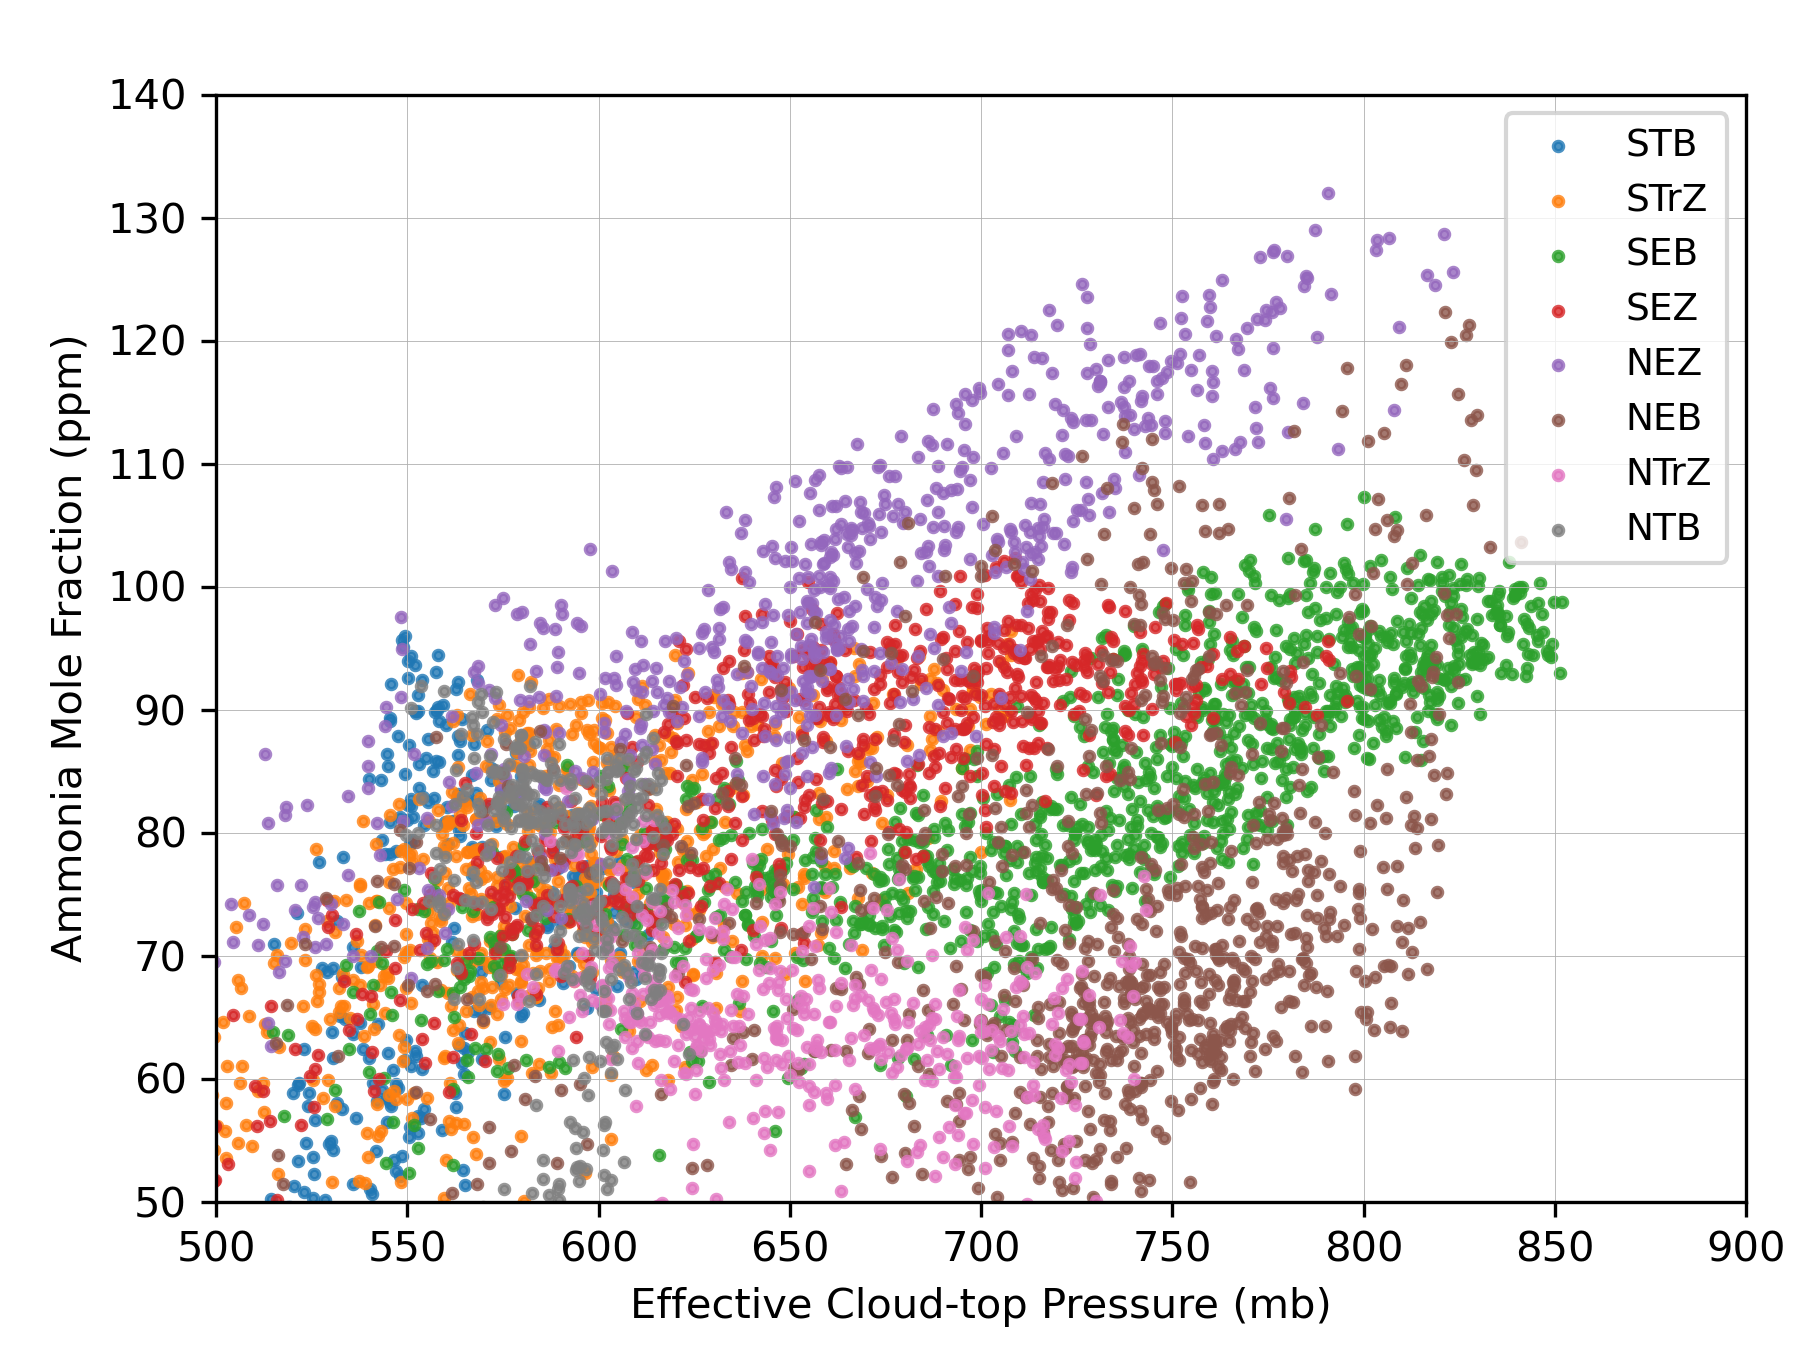 140
130
120
110
100
90
80
70
60
50
Ammonia Mole Fraction (ppm)
STB
STrZ
SEB
SEZ
NEZ
NEB
NTrZ
NTB
500 550 600 650 700 750 800 850 900
Effective Cloud-top Pressure (mb)